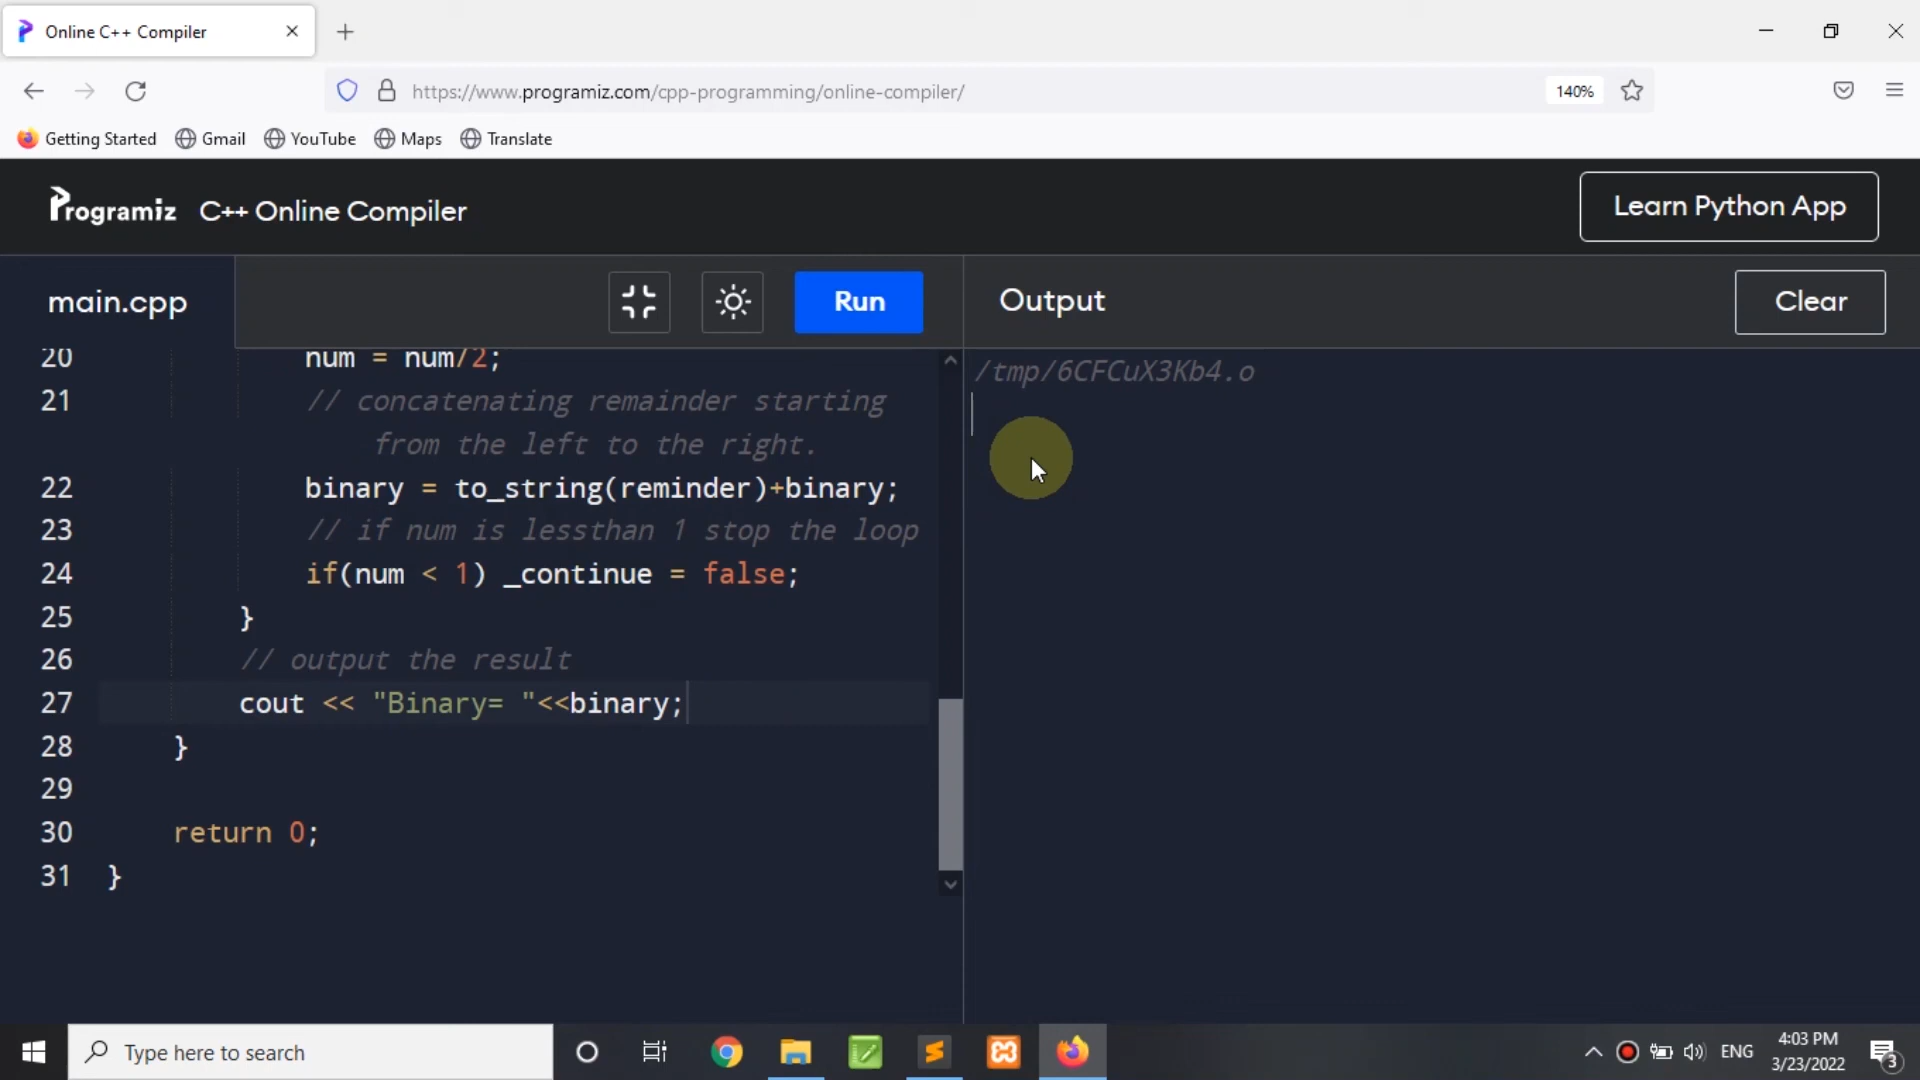 Online C++ Compiler
https://www.programiz.com/cpp-programming/online-compiler/
140%
Getting Started Gmail YouTube Maps Translate
Programiz C++ Online Compiler
Learn Python App
main.cpp
Run
Output
Clear
20 num = num/2;
21 // concatenating remainder starting
from the left to the right.
22 binary = to_string(reminder)+binary;
23 // if num is lessthan 1 stop the loop
24 if(num < 1) _continue = false;
25 }
26 // output the result
27 cout << "Binary= "<<binary;
28 }
29
30 return 0;
31 }
/tmp/6CFCuX3Kb4.o
Type here to search
ENG
4:03 PM
3/23/2022
3